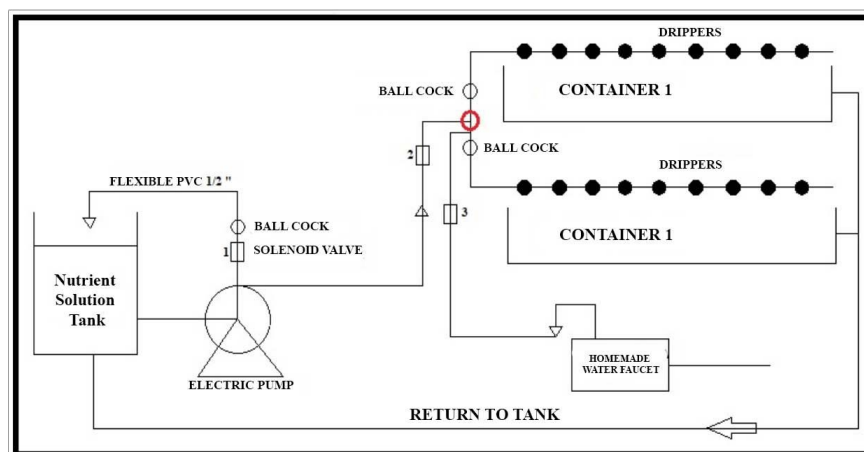 DRIPPERS
BALL COCK
CONTAINER 1
2
BALL COCK
DRIPPERS
FLEXIBLE PVC 1/2 "
3
BALL COCK
CONTAINER 1
1
SOLENOID VALVE
Nutrient
Solution
Tank
HOMEMADE
WATER FAUCET
ELECTRIC PUMP
RETURN TO TANK